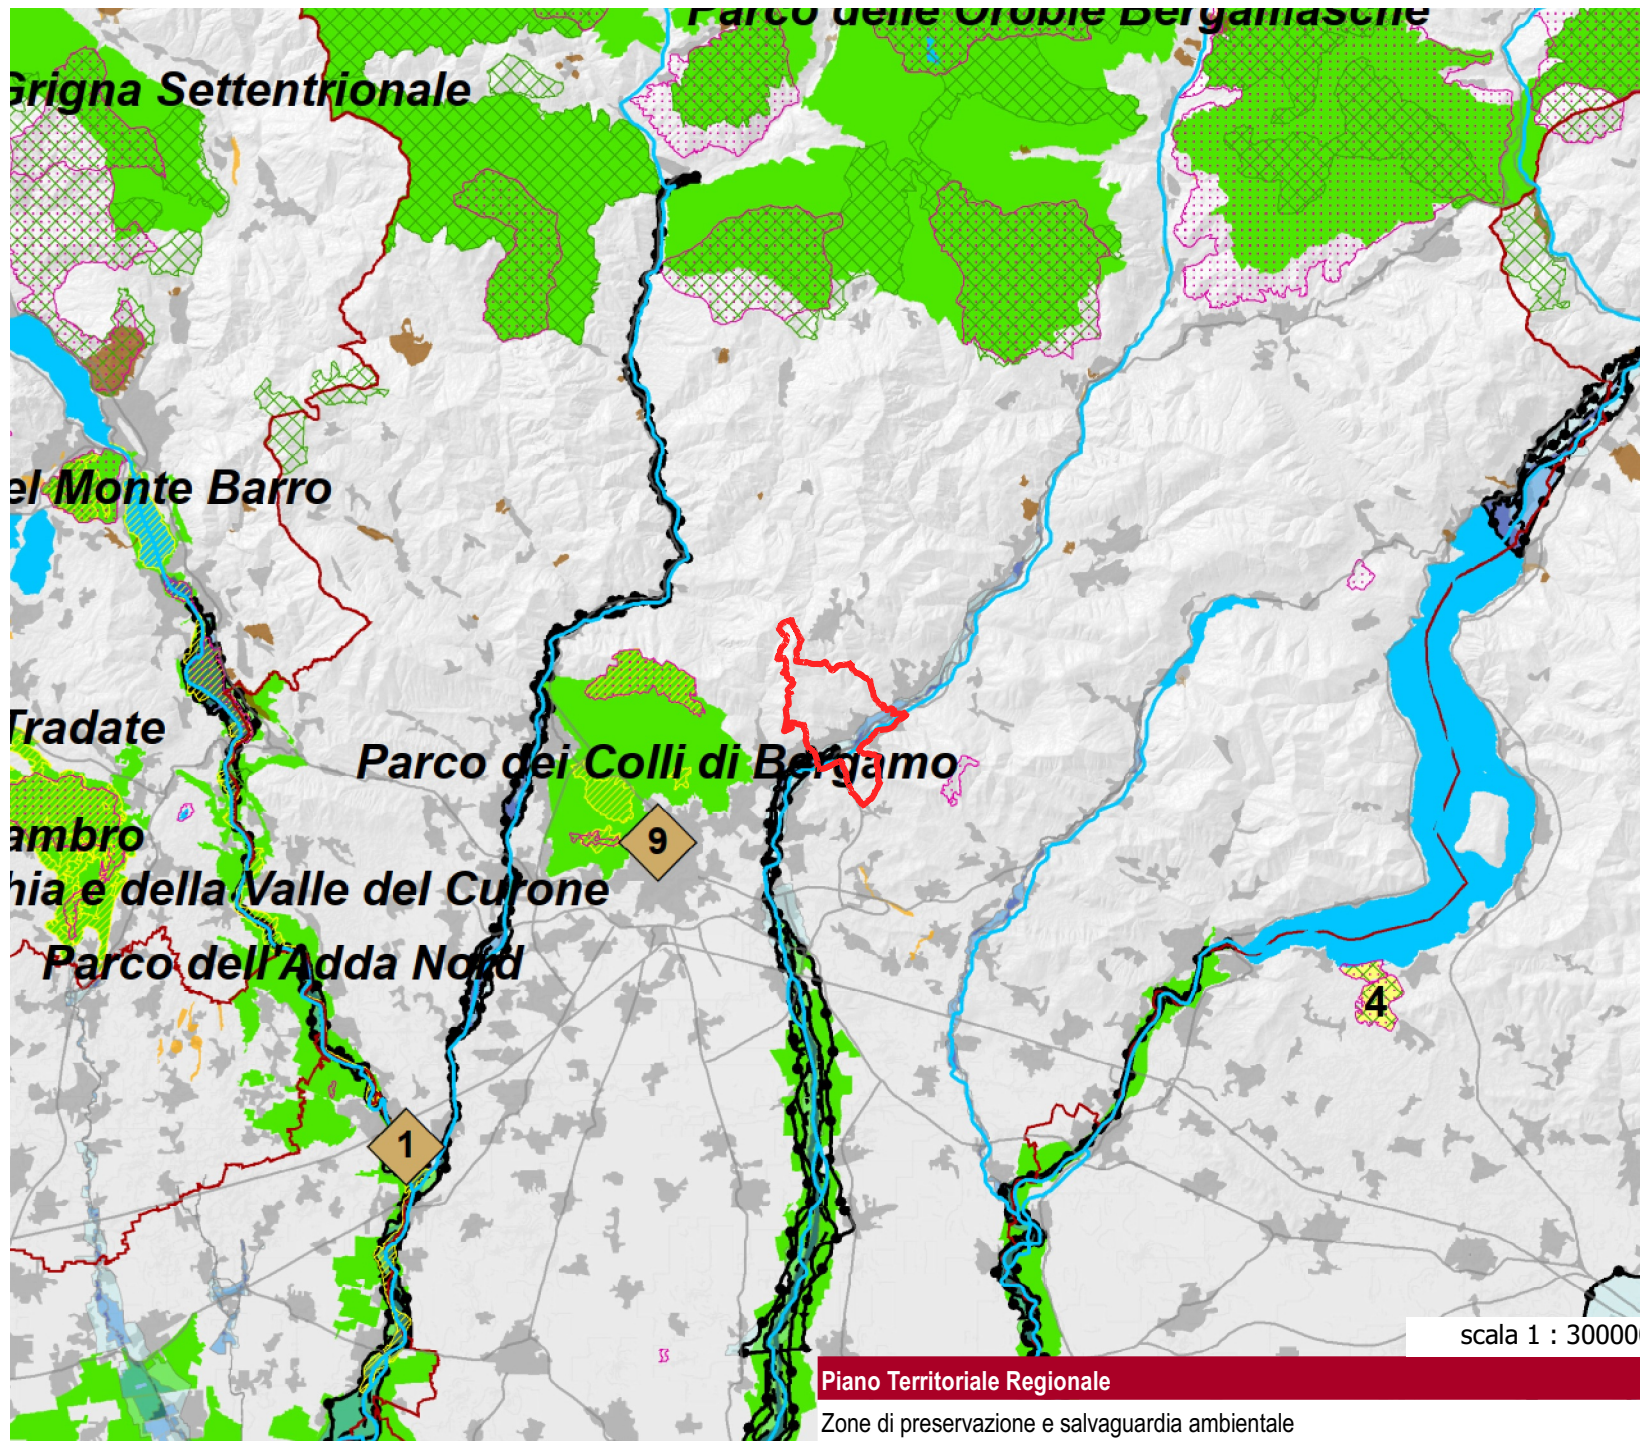 Parco delle Orobie Bergamasche
Grigna Settentrionale
el Monte Barro
Tradate
Parco dei Colli di Bergamo
ambro
9
hia e della Valle del Curone
Parco dell'Adda Nord
4
1
scala 1 : 300000
Piano Territoriale Regionale
Zone di preservazione e salvaguardia ambientale